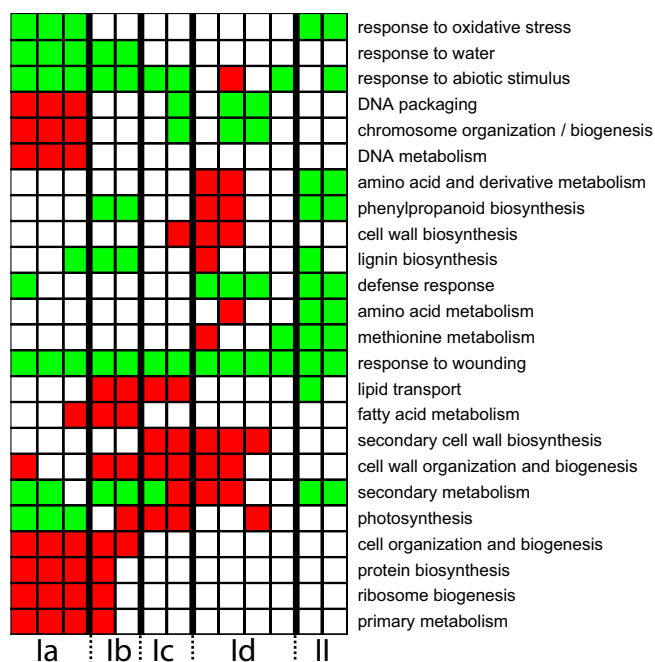 response to oxidative stress
response to water
response to abiotic stimulus
DNA packaging
chromosome organization / biogenesis
DNA metabolism
amino acid and derivative metabolism
phenylpropanoid biosynthesis
cell wall biosynthesis
lignin biosynthesis
defense response
amino acid metabolism
methionine metabolism
response to wounding
lipid transport
fatty acid metabolism
secondary cell wall biosynthesis
cell wall organization and biogenesis
secondary metabolism
photosynthesis
cell organization and biogenesis
protein biosynthesis
ribosome biogenesis
primary metabolism
Ia Ib Ic Id II